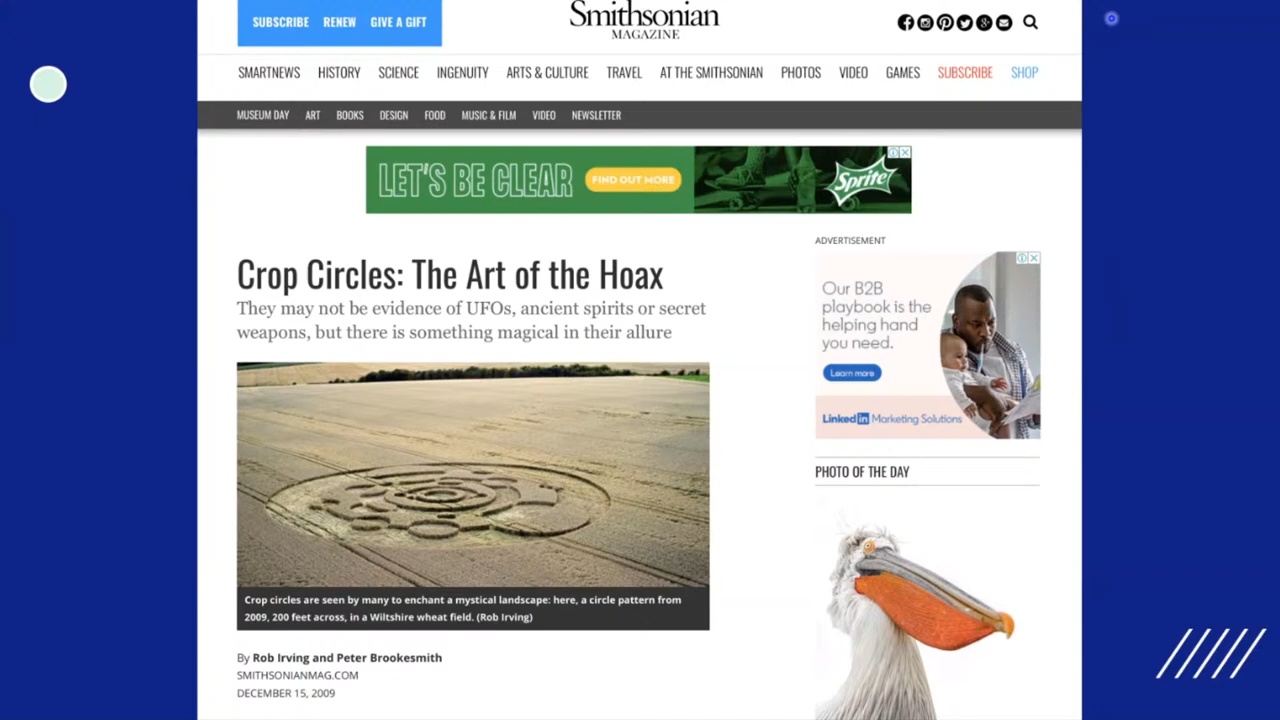 SUBSCRIBE RENEW GIVE A GIFT
Smithsonian
MAGAZINE
SMARTNEWS HISTORY SCIENCE INGENUITY ARTS & CULTURE TRAVEL AT THE SMITHSONIAN PHOTOS VIDEO GAMES SUBSCRIBE SHOP
MUSEUM DAY ART BOOKS DESIGN FOOD MUSIC & FILM VIDEO NEWSLETTER
LET'S BE CLEAR FIND OUT MORE Sprite
ADVERTISEMENT
Crop Circles: The Art of the Hoax
They may not be evidence of UFOs, ancient spirits or secret
weapons, but there is something magical in their allure
Our B2B
playbook is the
helping hand
you need.
Learn more
LinkedIn Marketing Solutions
PHOTO OF THE DAY
Crop circles are seen by many to enchant a mystical landscape: here, a circle pattern from
2009, 200 feet across, in a Wiltshire wheat field. (Rob Irving)
By Rob Irving and Peter Brookesmith
SMITHSONIANMAG.COM
DECEMBER 15, 2009